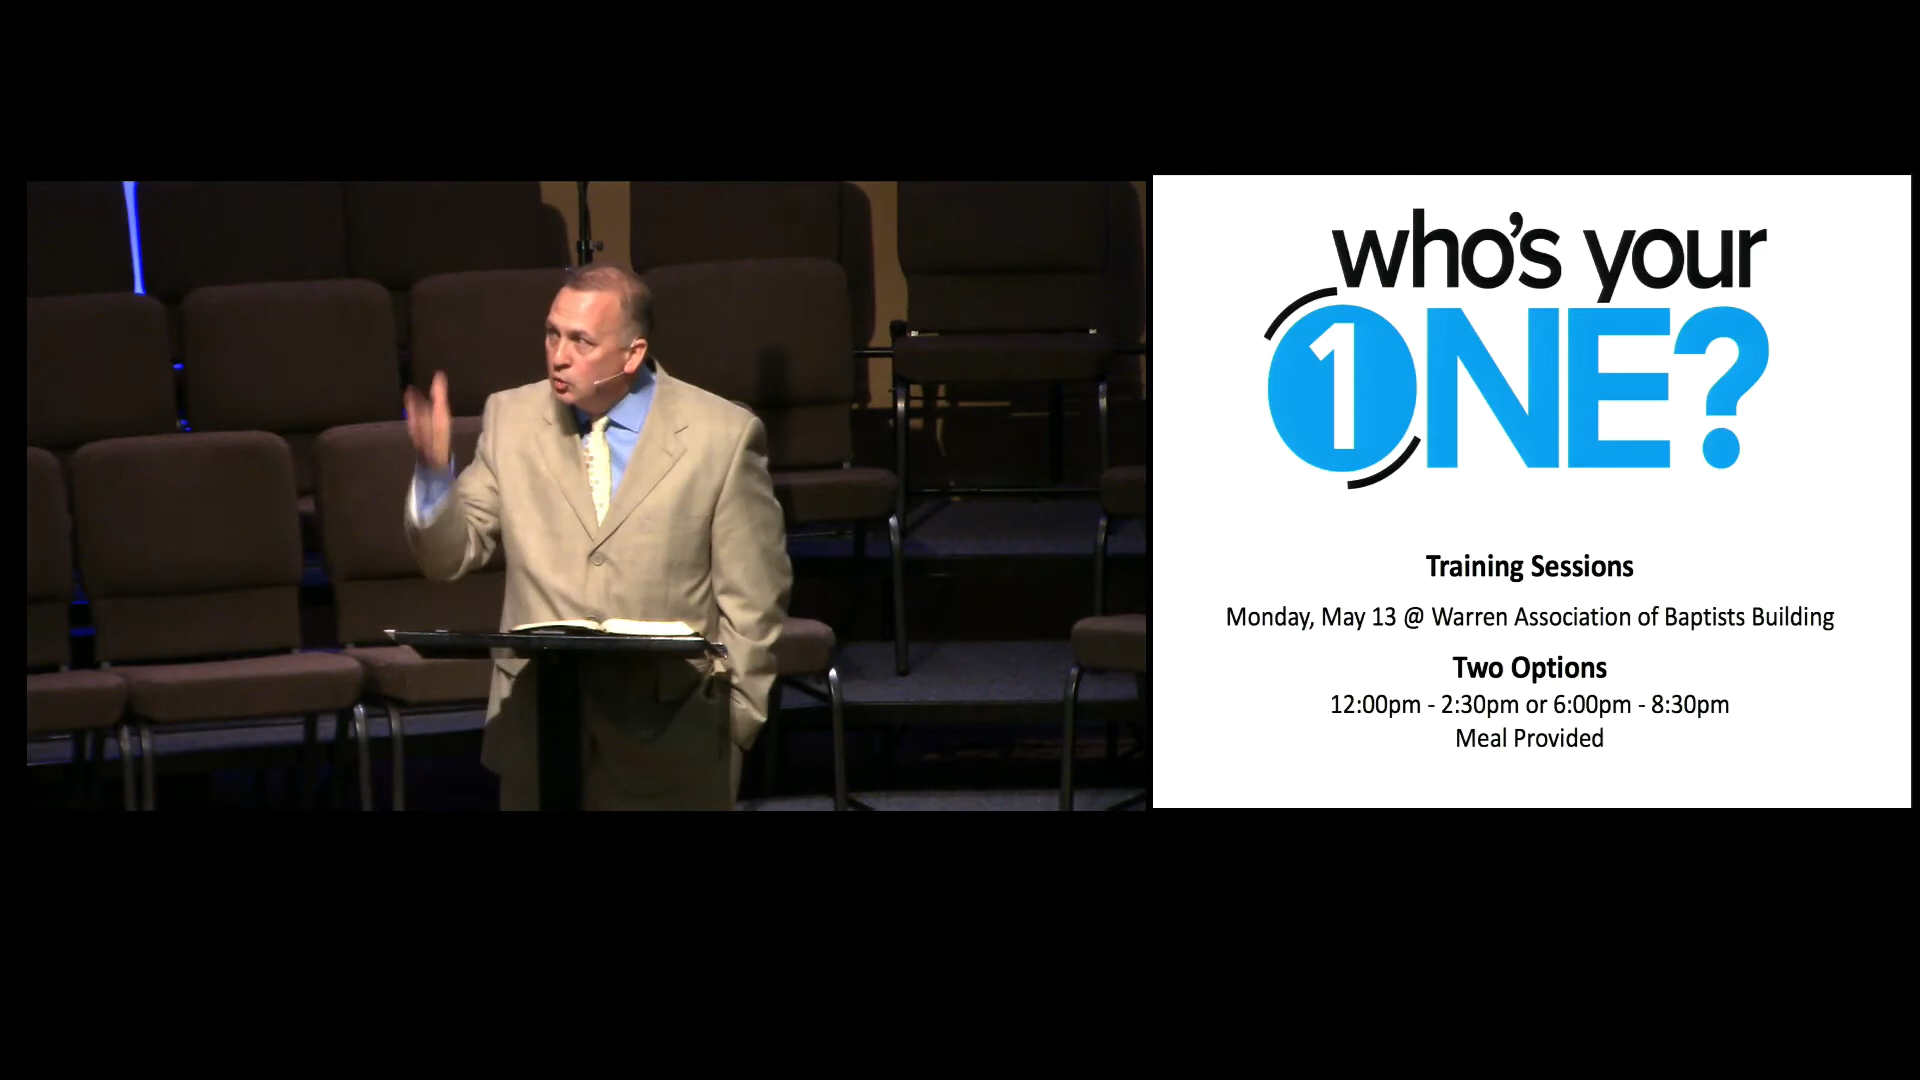 who's your
1NE?
Training Sessions
Monday, May 13 @ Warren Association of Baptists Building
Two Options
12:00pm - 2:30pm or 6:00pm - 8:30pm
Meal Provided